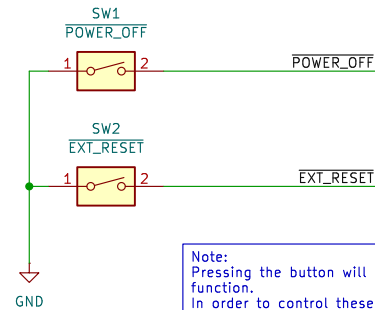 SW1
POWER_OFF
1 2
POWER_OFF
SW2
EXT_RESET
1 2
EXT_RESET
GND
Note:
Pressing the button will
function.
In order to control these